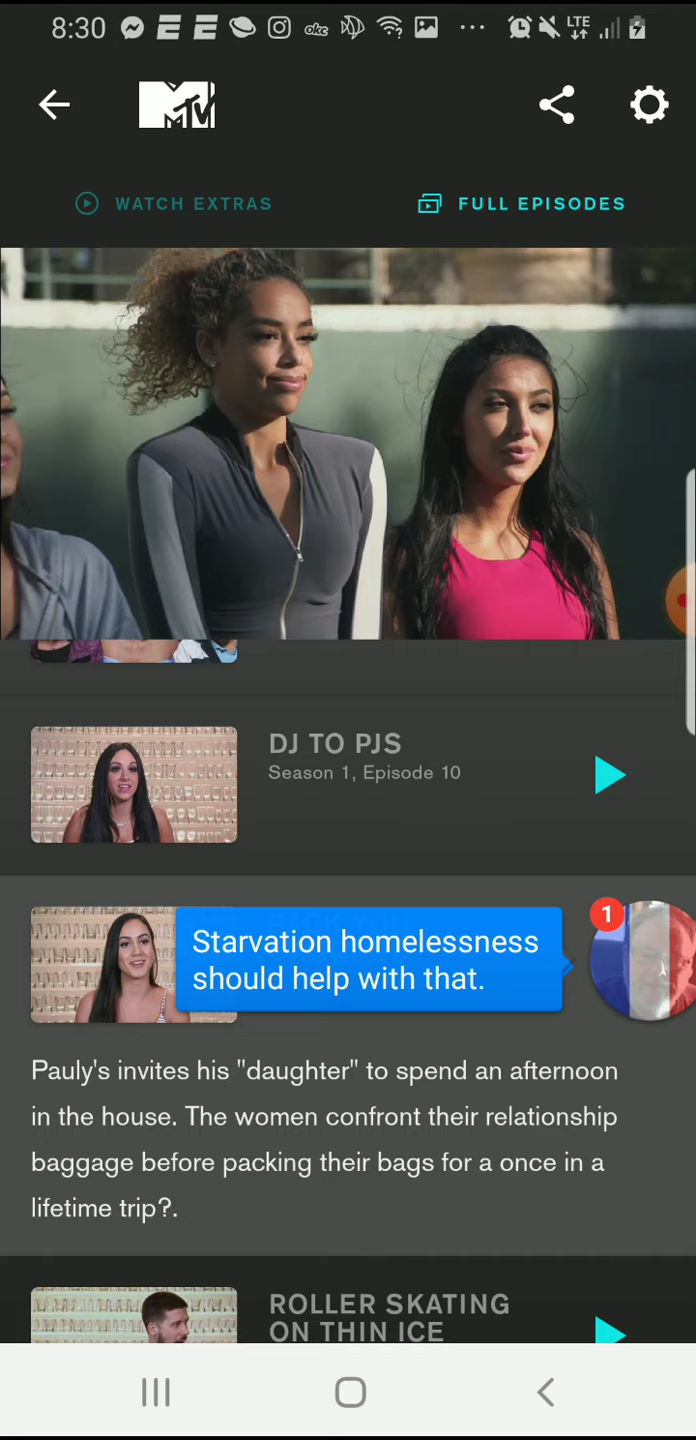 8:30
okc
?
LTE
MTV
WATCH EXTRAS
FULL EPISODES
DJ TO PJS
Season 1, Episode 10
1
Starvation homelessness
should help with that.
Pauly's invites his "daughter" to spend an afternoon
in the house. The women confront their relationship
baggage before packing their bags for a once in a
lifetime trip?.
ROLLER SKATING
ON THIN ICE